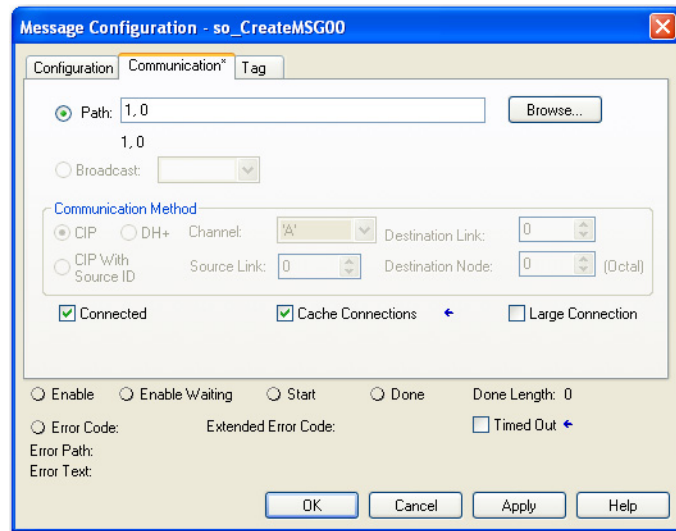 Message Configuration - so_CreateMSG00
Configuration Communication* Tag
Path: 1, 0 Browse...
1, 0
Broadcast:
Communication Method
CIP DH+ Channel: 'A' Destination Link: 0
CIP With Source ID Source Link: 0 Destination Node: 0 (Octal)
Connected Cache Connections Large Connection
Enable Enable Waiting Start Done Done Length: 0
Error Code: Extended Error Code: Timed Out
Error Path:
Error Text:
OK Cancel Apply Help